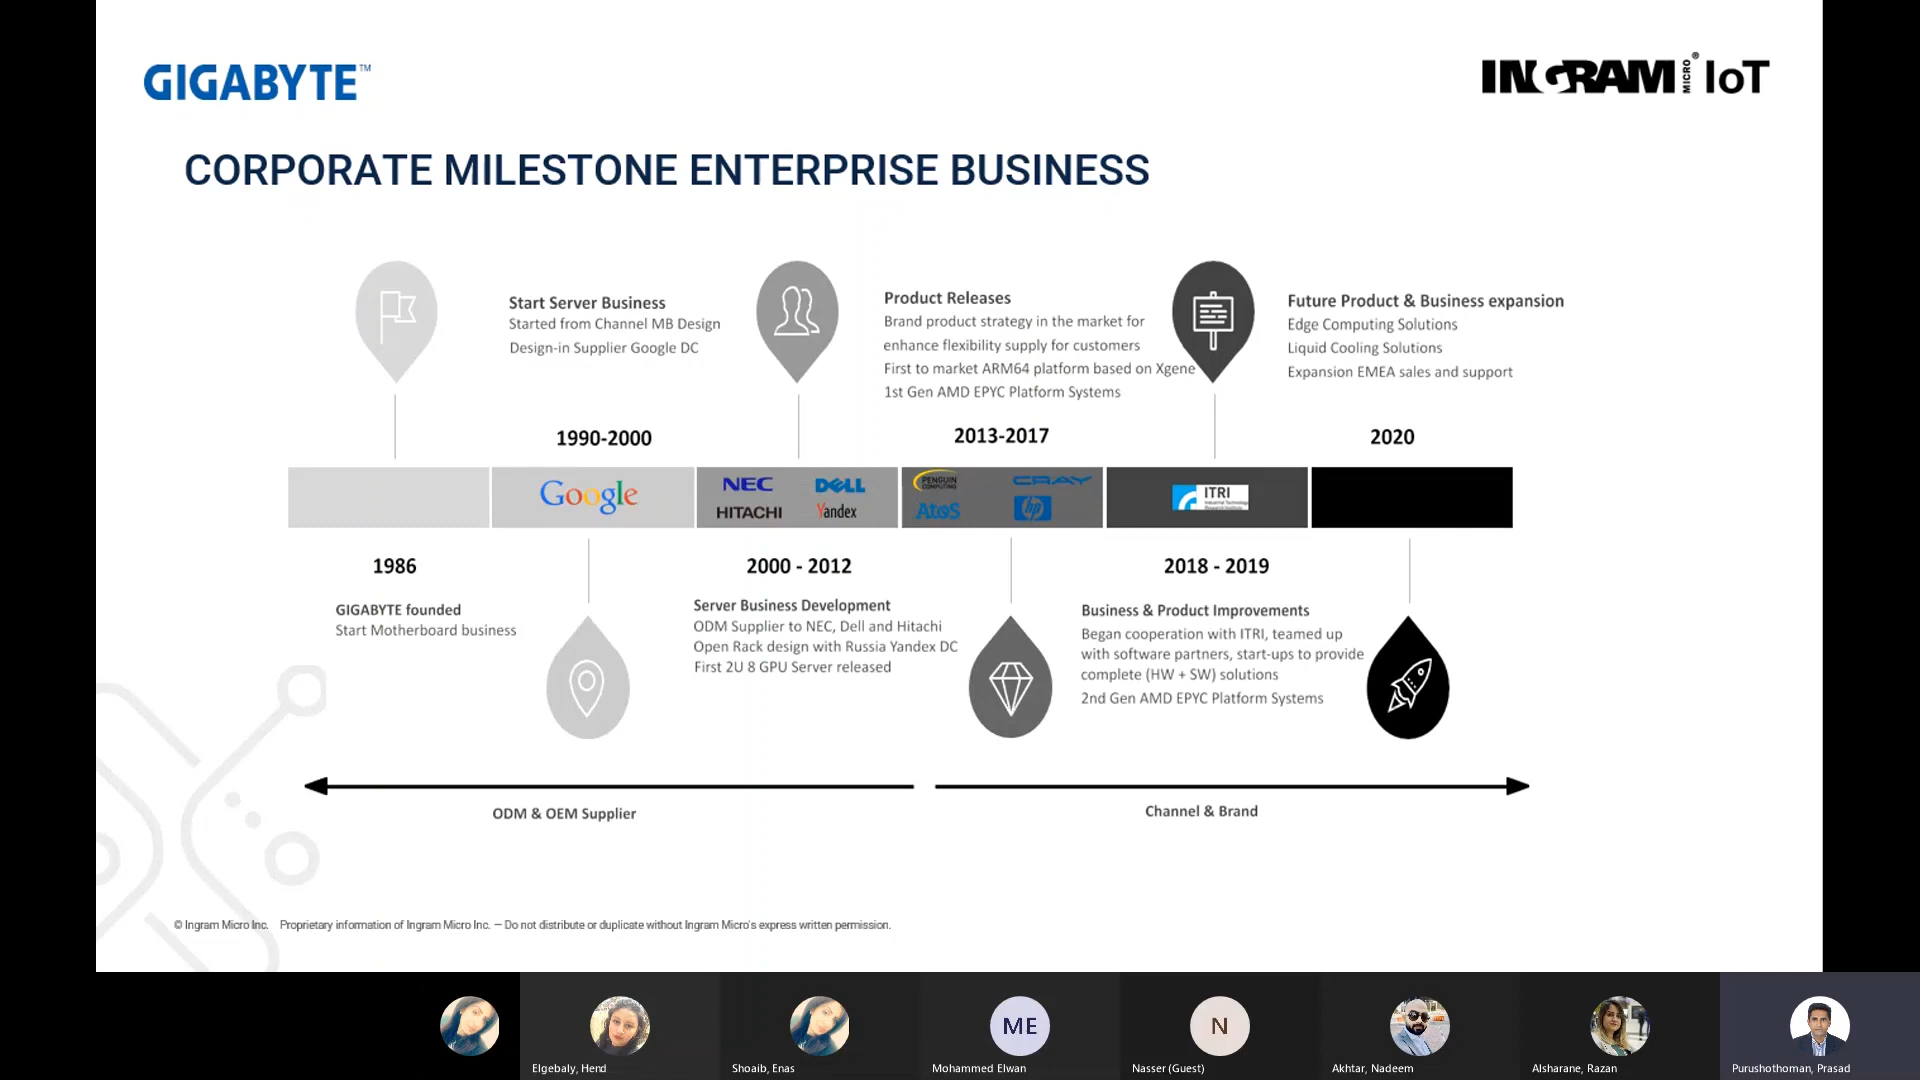 GIGABYTE™
INGRAM MICRO® IoT
CORPORATE MILESTONE ENTERPRISE BUSINESS
Start Server Business
Started from Channel MB Design
Design-in Supplier Google DC
Product Releases
Brand product strategy in the market for
enhance flexibility supply for customers
First to market ARM64 platform based on Xgene
1st Gen AMD EPYC Platform Systems
Future Product & Business expansion
Edge Computing Solutions
Liquid Cooling Solutions
Expansion EMEA sales and support
1990-2000
2013-2017
2020
Google
NEC
DELL
HITACHI
Yandex
PENGUIN
COMPUTING
CRAY
AtoS
hp
ITRI
Industrial Technology
Research Institute
1986
2000 - 2012
2018 - 2019
GIGABYTE founded
Start Motherboard business
Server Business Development
ODM Supplier to NEC, Dell and Hitachi
Open Rack design with Russia Yandex DC
First 2U 8 GPU Server released
Business & Product Improvements
Began cooperation with ITRI, teamed up
with software partners, start-ups to provide
complete (HW + SW) solutions
2nd Gen AMD EPYC Platform Systems
ODM & OEM Supplier
Channel & Brand
© Ingram Micro Inc. Proprietary information of Ingram Micro Inc. — Do not distribute or duplicate without Ingram Micro's express written permission.
ME
N
Elgebaly, Hend
Shoaib, Enas
Mohammed Elwan
Nasser (Guest)
Akhtar, Nadeem
Alsharane, Razan
Purushothoman, Prasad